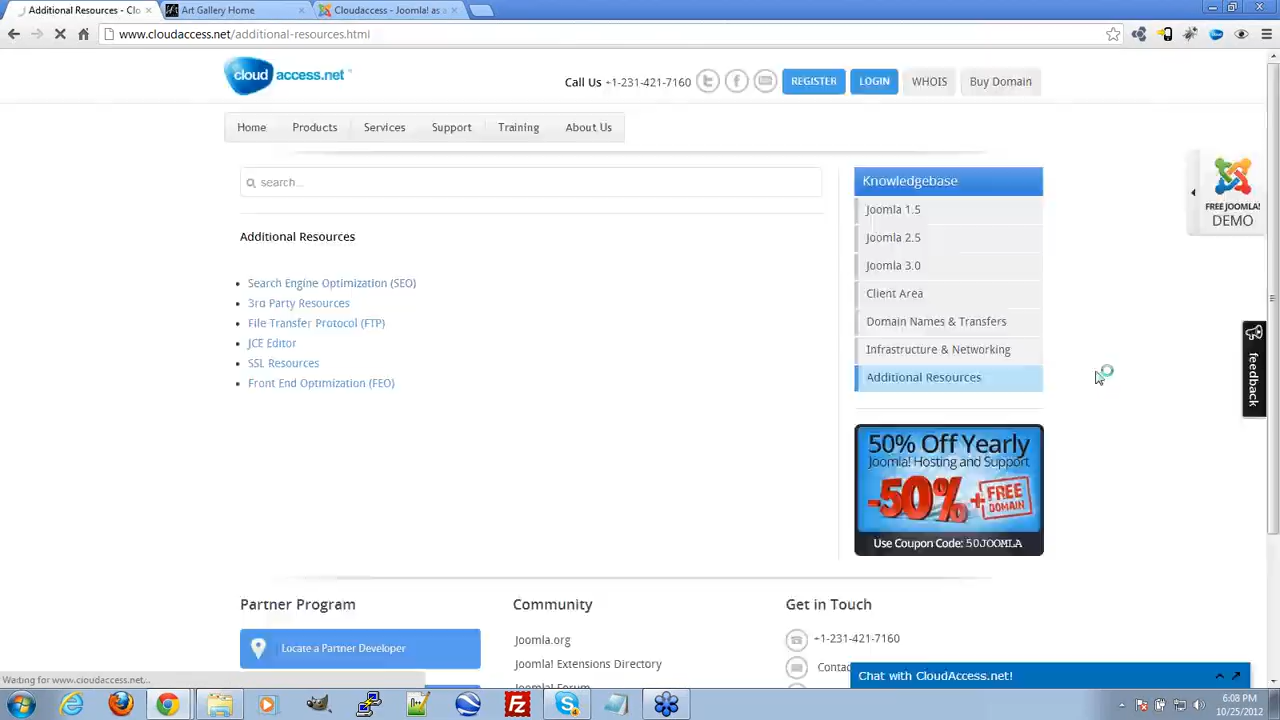 Additional Resources - Clo
Art Gallery Home
Cloudaccess - Joomla! as a
www.cloudaccess.net/additional-resources.html
cloudaccess.net
Call Us +1-231-421-7160
REGISTER
LOGIN
WHOIS
Buy Domain
Home
Products
Services
Support
Training
About Us
search...
Knowledgebase
Joomla 1.5
Joomla 2.5
Joomla 3.0
Client Area
Domain Names & Transfers
Infrastructure & Networking
Additional Resources
FREE JOOMLA!
DEMO
feedback
Additional Resources
Search Engine Optimization (SEO)
3rd Party Resources
File Transfer Protocol (FTP)
JCE Editor
SSL Resources
Front End Optimization (FEO)
50% Off Yearly
Joomla! Hosting and Support
-50% + FREE DOMAIN
Use Coupon Code: 50JOOMLA
Partner Program
Community
Get in Touch
Locate a Partner Developer
Joomla.org
Joomla! Extensions Directory
+1-231-421-7160
Chat with CloudAccess.net!
Waiting for www.cloudaccess.net...
6:08 PM
10/25/2012